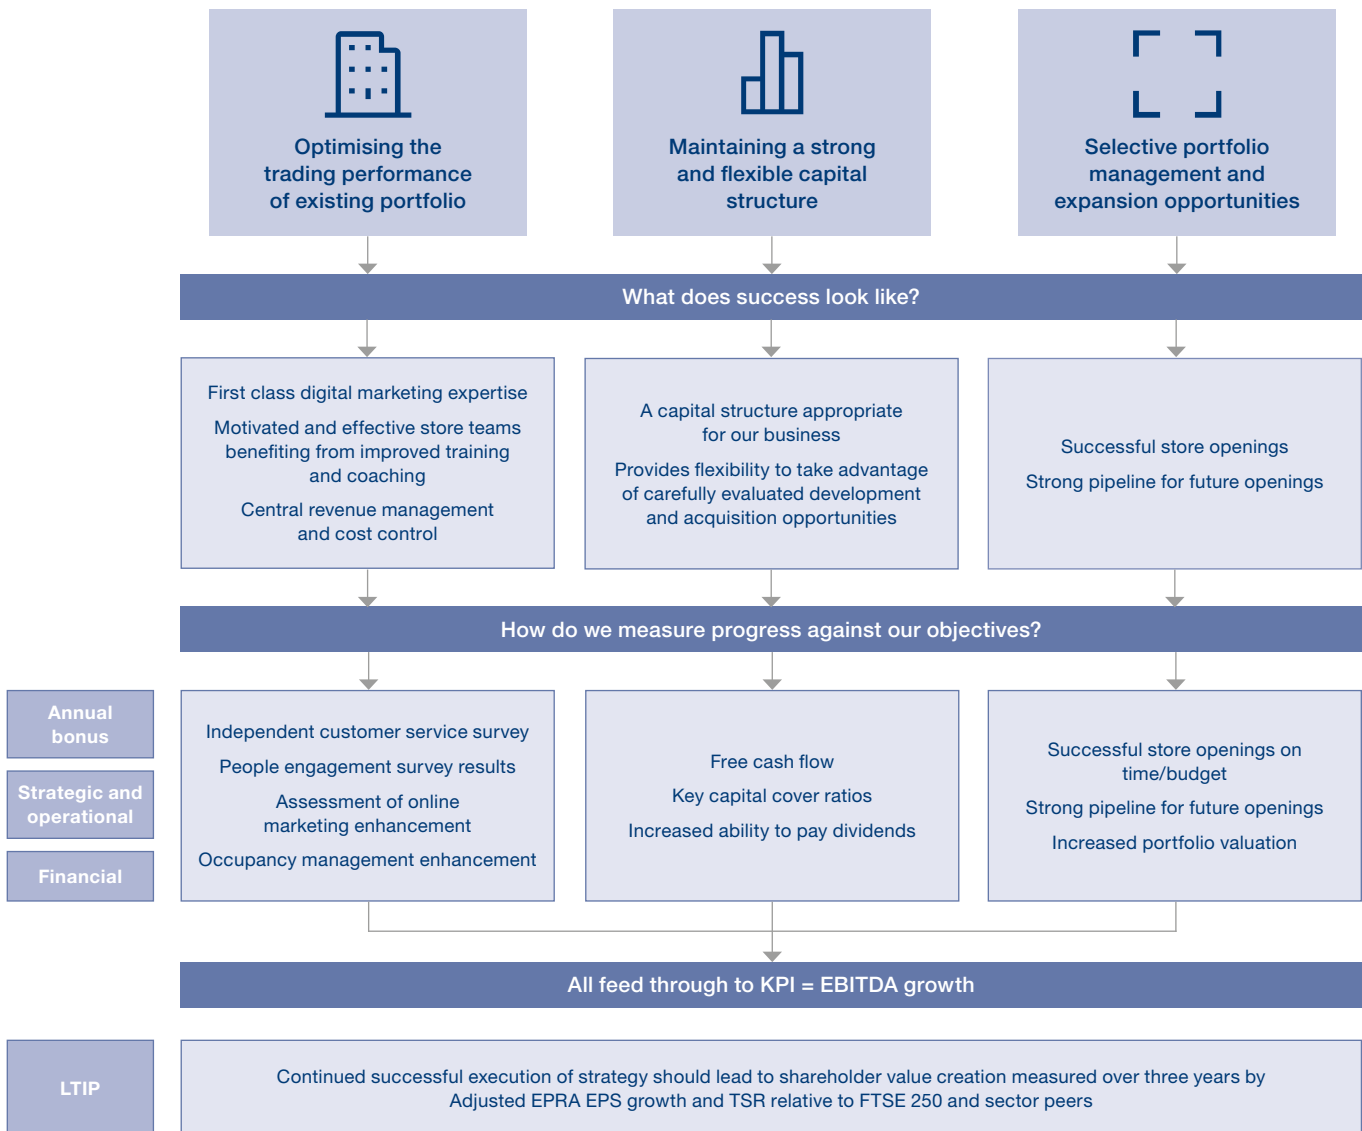 Optimising the
trading performance
of existing portfolio
Maintaining a strong
and flexible capital
structure
Selective portfolio
management and
expansion opportunities
What does success look like?
First class digital marketing expertise
Motivated and effective store teams
benefiting from improved training
and coaching
Central revenue management
and cost control
A capital structure appropriate
for our business
Provides flexibility to take advantage
of carefully evaluated development
and acquisition opportunities
Successful store openings
Strong pipeline for future openings
How do we measure progress against our objectives?
Annual
bonus
Strategic and
operational
Financial
Independent customer service survey
People engagement survey results
Assessment of online
marketing enhancement
Occupancy management enhancement
Free cash flow
Key capital cover ratios
Increased ability to pay dividends
Successful store openings on
time/budget
Strong pipeline for future openings
Increased portfolio valuation
All feed through to KPI = EBITDA growth
LTIP
Continued successful execution of strategy should lead to shareholder value creation measured over three years by
Adjusted EPRA EPS growth and TSR relative to FTSE 250 and sector peers